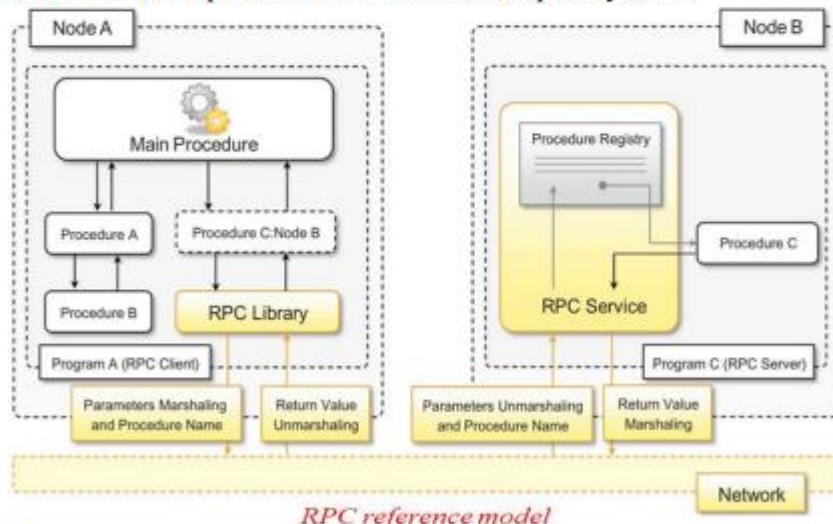 Node A
Node B
Main Procedure
Procedure Registry
Procedure A
Procedure C:Node B
Procedure C
Procedure B
RPC Library
RPC Service
Program A (RPC Client)
Program C (RPC Server)
Parameters Marshaling
and Procedure Name
Return Value
Unmarshaling
Parameters Unmarshaling
and Procedure Name
Return Value
Marshaling
Network
RPC reference model